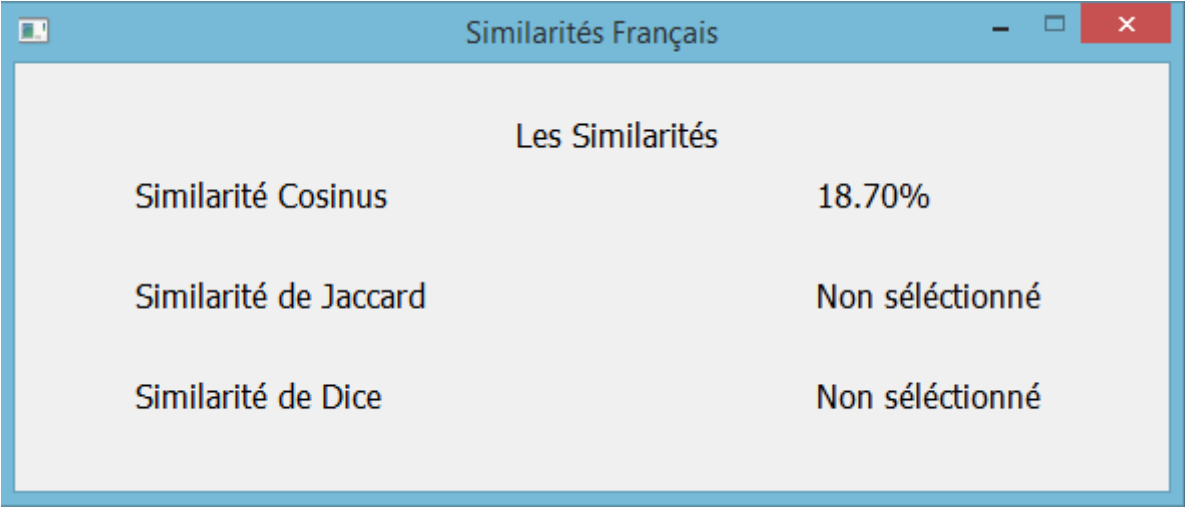 Similarités Français
Les Similarités
Similarité Cosinus 18.70%
Similarité de Jaccard Non séléctionné
Similarité de Dice Non séléctionné